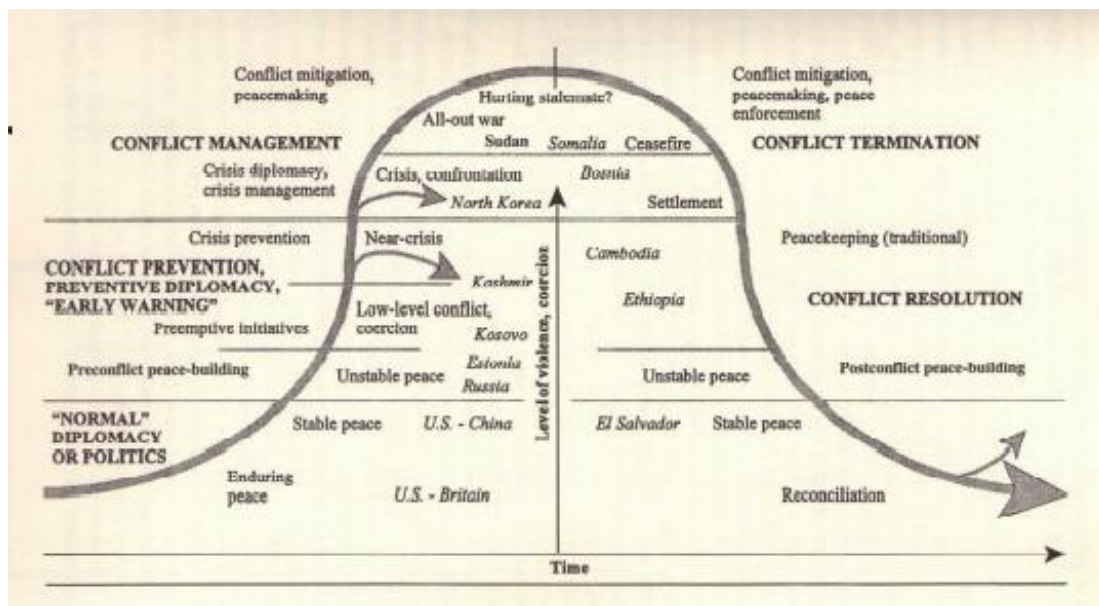 Conflict mitigation,
peacemaking
Conflict mitigation,
peacemaking, peace
enforcement
Hurting stalemate?
All-out war
CONFLICT MANAGEMENT
Sudan
Somalia
Ceasefire
CONFLICT TERMINATION
Crisis diplomacy,
crisis management
Crisis, confrontation
Bosnia
North Korea
Settlement
Crisis prevention
Near-crisis
Peacekeeping (traditional)
Cambodia
CONFLICT PREVENTION,
PREVENTIVE DIPLOMACY,
"EARLY WARNING"
Kashmir
Ethiopia
CONFLICT RESOLUTION
Low-level conflict,
coercion
Preemptive initiatives
Kosovo
Level of violence, coercion
Preconflict peace-building
Unstable peace
Estonia
Russia
Unstable peace
Postconflict peace-building
"NORMAL"
DIPLOMACY
OR POLITICS
Stable peace
U.S. - China
El Salvador
Stable peace
Enduring
peace
U.S. - Britain
Reconciliation
Time